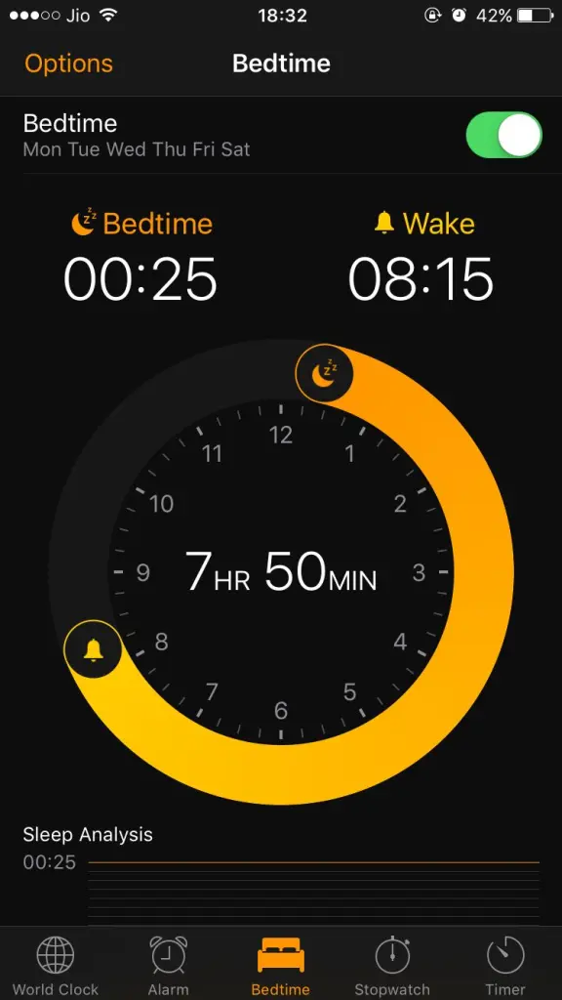 Jio 18:32 42%
Options Bedtime
Bedtime
Mon Tue Wed Thu Fri Sat
Bedtime Wake
00:25 08:15
12
11 1
10 2
7HR 50MIN
9 3
8 4
7 5
6
Sleep Analysis
00:25
World Clock Alarm Bedtime Stopwatch Timer